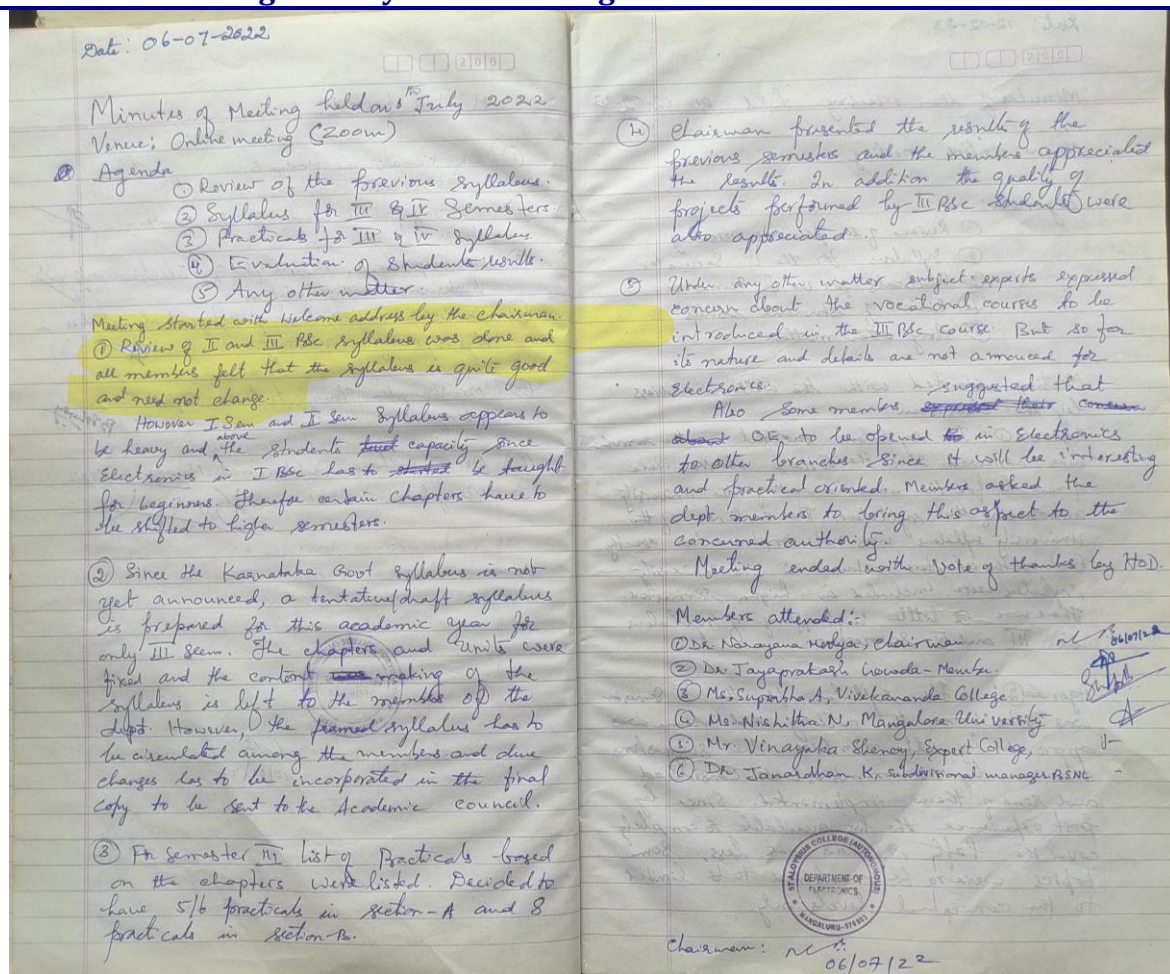 Date: 06-07-2022
Minutes of Meeting held on 5th July 2022
Venue: Online meeting (Zoom)
Agenda
① Review of the previous syllabus.
② Syllabus for III & IV Semesters.
③ Practicals for III & IV Syllabus.
④ Evaluation of students results.
⑤ Any other matter.
Meeting started with Welcome address by the chairman.
① Review of II and III BSc syllabus was done and
all members felt that the syllabus is quite good
and need not change.
However I Sem and II Sem Syllabus appears to
be heavy and above the students capacity since
Electronics in I BSc has to started be taught
for beginners. Therefore certain chapters have to
be shifted to higher semesters.
② Since the Karnataka Govt syllabus is not
yet announced, a tentative/draft syllabus
is prepared for this academic year for
only III Seem. The chapters and Units were
fixed and the content making of the
syllabus is left to the members of the
dept. However, the framed syllabus has to
be circulated among the members and due
changes has to be incorporated in the final
copy to be sent to the Academic council.
③ For Semester III List of Practicals based
on the chapters were listed. Decided to
have 5/6 practicals in section-A and 8
practicals in section-B.
④ Chairman presented the results of the
previous semesters and the members appreciated
the results. In addition the quality of
projects performed by III BSc Students were
also appreciated.
⑤ Under any other matter subject experts expressed
concern about the vocational courses to be
introduced in the III BSc course. But so far
its nature and details are not annouced for
Electronics.
Also some members expressed their concern suggested that
about OE to be opened to in Electronics
to other branches since it will be interesting
and practical oriented. Members asked the
dept members to bring this aspect to the
concerned authority.
Meeting ended with Vote of thanks by HOD.
Members attended:-
① Dr Narayana Moolya, Chairman 06/07/22
② Dr Jayaprakash Gowda - Member.
③ Ms. Suprabha A, Vivekananda College
④ Ms. Nishitha N, Mangalore University
⑤ Mr. Vinayaka Shenoy, Expert College,
⑥ Dr. Janardhan K, subdivisional manager BSNL
ST ALOYSIUS COLLEGE (AUTONOMOUS)
DEPARTMENT OF
ELECTRONICS
MANGALURU-575003
Chairman:
06/07/22